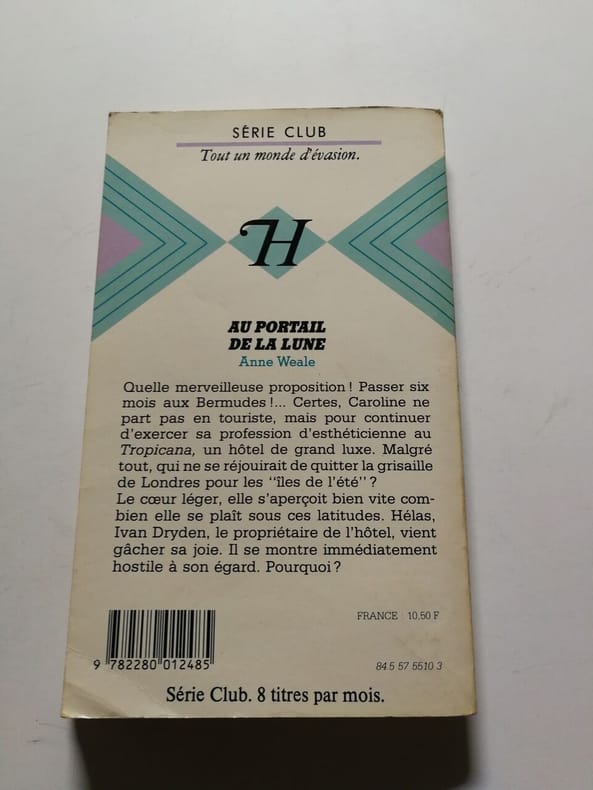 SÉRIE CLUB
Tout un monde d'évasion.
H
AU PORTAIL
DE LA LUNE
Anne Weale
Quelle merveilleuse proposition ! Passer six
mois aux Bermudes !... Certes, Caroline ne
part pas en touriste, mais pour continuer
d'exercer sa profession d'esthéticienne au
Tropicana, un hôtel de grand luxe. Malgré
tout, qui ne se réjouirait de quitter la grisaille
de Londres pour les "îles de l'été" ?
Le cœur léger, elle s'aperçoit bien vite com-
bien elle se plaît sous ces latitudes. Hélas,
Ivan Dryden, le propriétaire de l'hôtel, vient
gâcher sa joie. Il se montre immédiatement
hostile à son égard. Pourquoi ?
FRANCE : 10,50 F
9 782280 012485
84.5 57 5510 3
Série Club. 8 titres par mois.